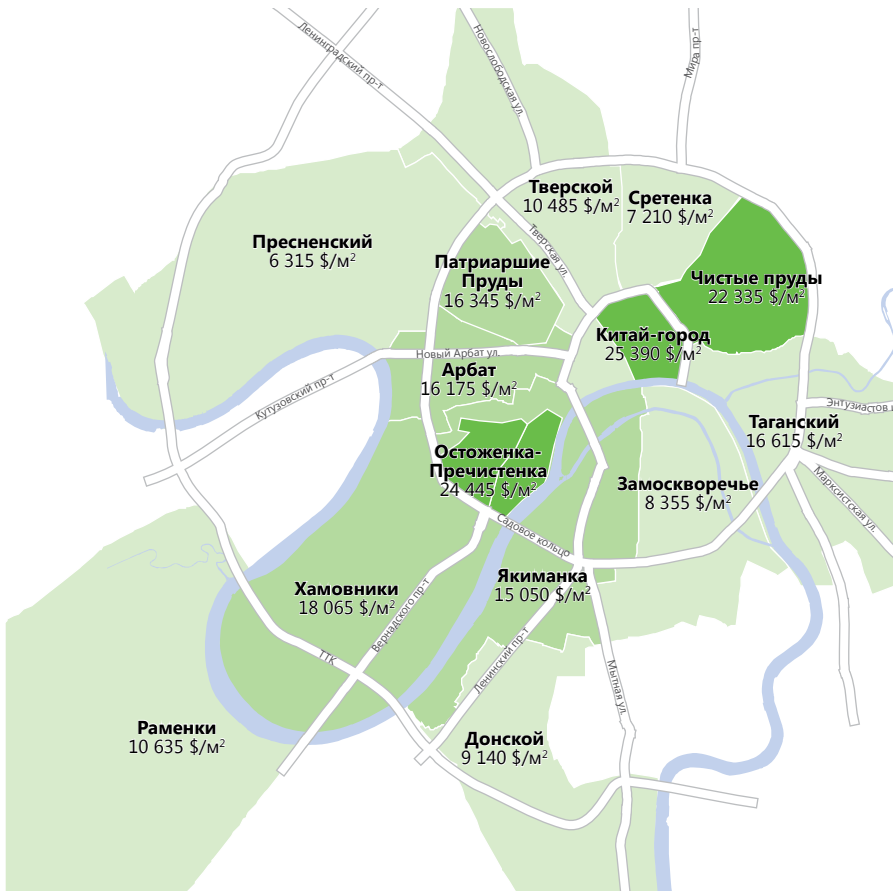 Ленинградский пр-т
Новослободская ул.
Мира пр-т
Тверской
10 485 $/м²
Сретенка
7 210 $/м²
Пресненский
6 315 $/м²
Тверская ул.
Патриаршие
Пруды
16 345 $/м²
Чистые пруды
22 335 $/м²
Китай-город
25 390 $/м²
Новый Арбат ул.
Арбат
16 175 $/м²
Кутузовский пр-т
Энтузиастов
Таганский
16 615 $/м²
Остоженка-
Пречистенка
24 445 $/м²
Замоскворечье
8 355 $/м²
Марксистская ул.
Садовое кольцо
Якиманка
15 050 $/м²
Хамовники
18 065 $/м²
Вернадского пр-т
ТТК
Ленинский пр-т
Мытная ул.
Раменки
10 635 $/м²
Донской
9 140 $/м²